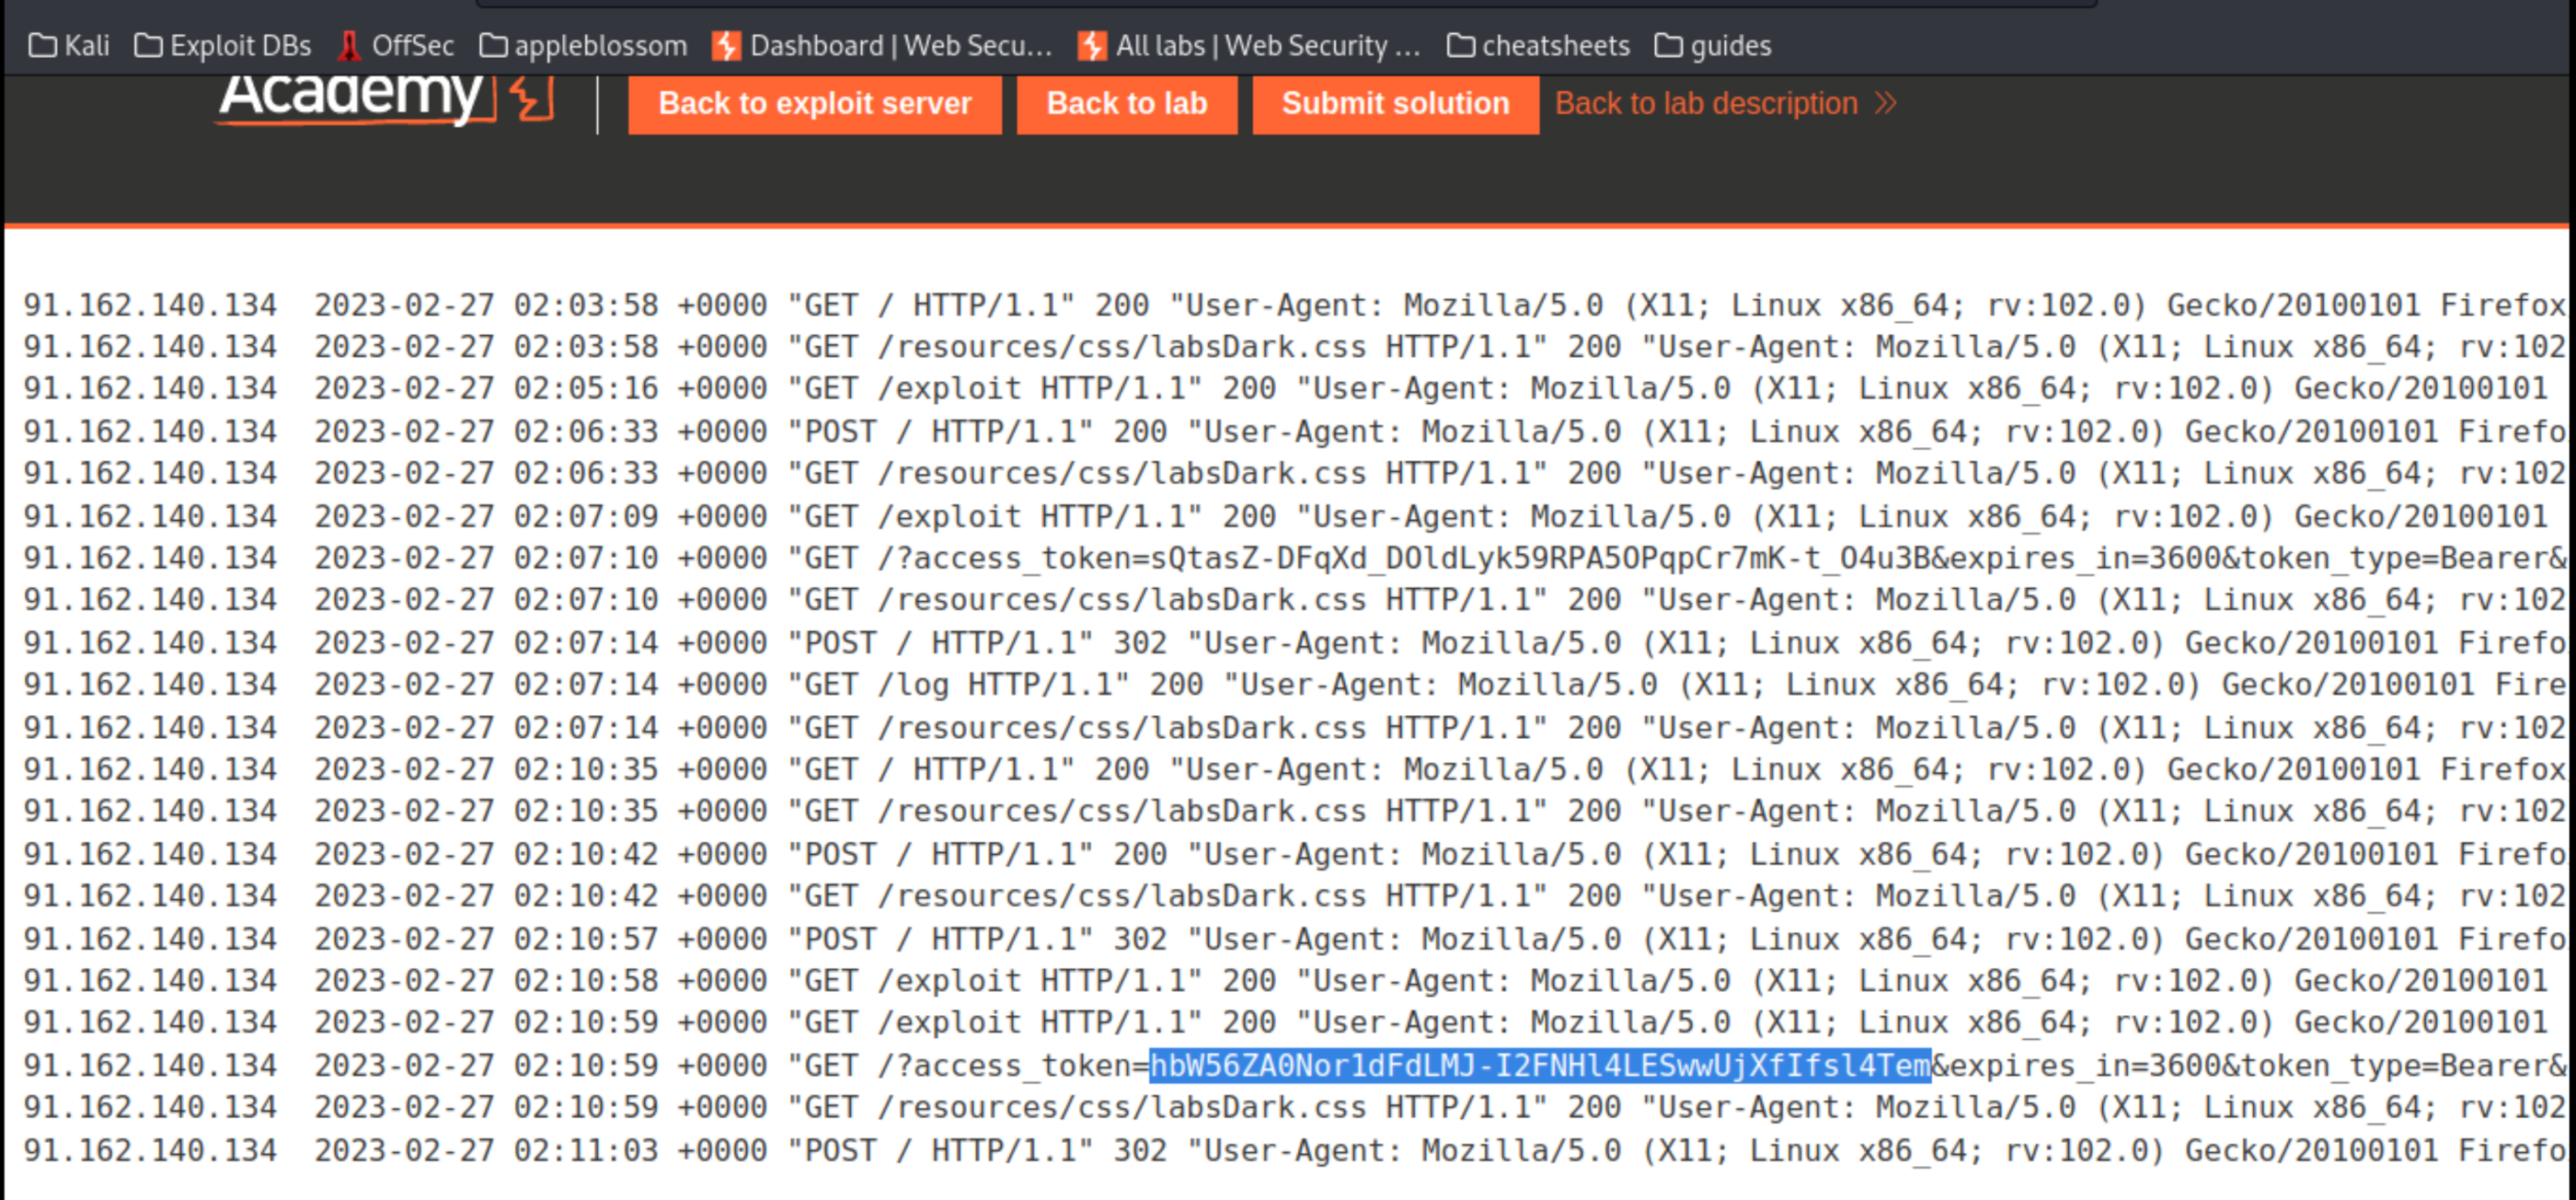 Kali Exploit DBs OffSec appleblossom Dashboard | Web Secu... All labs | Web Security ... cheatsheets guides
Academy Back to exploit server Back to lab Submit solution Back to lab description
91.162.140.134 2023-02-27 02:03:58 +0000 "GET / HTTP/1.1" 200 "User-Agent: Mozilla/5.0 (X11; Linux x86_64; rv:102.0) Gecko/20100101 Firefox
91.162.140.134 2023-02-27 02:03:58 +0000 "GET /resources/css/labsDark.css HTTP/1.1" 200 "User-Agent: Mozilla/5.0 (X11; Linux x86_64; rv:102
91.162.140.134 2023-02-27 02:05:16 +0000 "GET /exploit HTTP/1.1" 200 "User-Agent: Mozilla/5.0 (X11; Linux x86_64; rv:102.0) Gecko/20100101
91.162.140.134 2023-02-27 02:06:33 +0000 "POST / HTTP/1.1" 200 "User-Agent: Mozilla/5.0 (X11; Linux x86_64; rv:102.0) Gecko/20100101 Firefo
91.162.140.134 2023-02-27 02:06:33 +0000 "GET /resources/css/labsDark.css HTTP/1.1" 200 "User-Agent: Mozilla/5.0 (X11; Linux x86_64; rv:102
91.162.140.134 2023-02-27 02:07:09 +0000 "GET /exploit HTTP/1.1" 200 "User-Agent: Mozilla/5.0 (X11; Linux x86_64; rv:102.0) Gecko/20100101
91.162.140.134 2023-02-27 02:07:10 +0000 "GET /?access_token=sQtasZ-DFqXd_DOldLyk59RPA5OPqpCr7mK-t_O4u3B&expires_in=3600&token_type=Bearer&
91.162.140.134 2023-02-27 02:07:10 +0000 "GET /resources/css/labsDark.css HTTP/1.1" 200 "User-Agent: Mozilla/5.0 (X11; Linux x86_64; rv:102
91.162.140.134 2023-02-27 02:07:14 +0000 "POST / HTTP/1.1" 302 "User-Agent: Mozilla/5.0 (X11; Linux x86_64; rv:102.0) Gecko/20100101 Firefo
91.162.140.134 2023-02-27 02:07:14 +0000 "GET /log HTTP/1.1" 200 "User-Agent: Mozilla/5.0 (X11; Linux x86_64; rv:102.0) Gecko/20100101 Fire
91.162.140.134 2023-02-27 02:07:14 +0000 "GET /resources/css/labsDark.css HTTP/1.1" 200 "User-Agent: Mozilla/5.0 (X11; Linux x86_64; rv:102
91.162.140.134 2023-02-27 02:10:35 +0000 "GET / HTTP/1.1" 200 "User-Agent: Mozilla/5.0 (X11; Linux x86_64; rv:102.0) Gecko/20100101 Firefox
91.162.140.134 2023-02-27 02:10:35 +0000 "GET /resources/css/labsDark.css HTTP/1.1" 200 "User-Agent: Mozilla/5.0 (X11; Linux x86_64; rv:102
91.162.140.134 2023-02-27 02:10:42 +0000 "POST / HTTP/1.1" 200 "User-Agent: Mozilla/5.0 (X11; Linux x86_64; rv:102.0) Gecko/20100101 Firefo
91.162.140.134 2023-02-27 02:10:42 +0000 "GET /resources/css/labsDark.css HTTP/1.1" 200 "User-Agent: Mozilla/5.0 (X11; Linux x86_64; rv:102
91.162.140.134 2023-02-27 02:10:57 +0000 "POST / HTTP/1.1" 302 "User-Agent: Mozilla/5.0 (X11; Linux x86_64; rv:102.0) Gecko/20100101 Firefo
91.162.140.134 2023-02-27 02:10:58 +0000 "GET /exploit HTTP/1.1" 200 "User-Agent: Mozilla/5.0 (X11; Linux x86_64; rv:102.0) Gecko/20100101
91.162.140.134 2023-02-27 02:10:59 +0000 "GET /exploit HTTP/1.1" 200 "User-Agent: Mozilla/5.0 (X11; Linux x86_64; rv:102.0) Gecko/20100101
91.162.140.134 2023-02-27 02:10:59 +0000 "GET /?access_token=hbW56ZA0Nor1dFdLMJ-I2FNHl4LESwwUjXfIfsl4Tem&expires_in=3600&token_type=Bearer&
91.162.140.134 2023-02-27 02:10:59 +0000 "GET /resources/css/labsDark.css HTTP/1.1" 200 "User-Agent: Mozilla/5.0 (X11; Linux x86_64; rv:102
91.162.140.134 2023-02-27 02:11:03 +0000 "POST / HTTP/1.1" 302 "User-Agent: Mozilla/5.0 (X11; Linux x86_64; rv:102.0) Gecko/20100101 Firefo